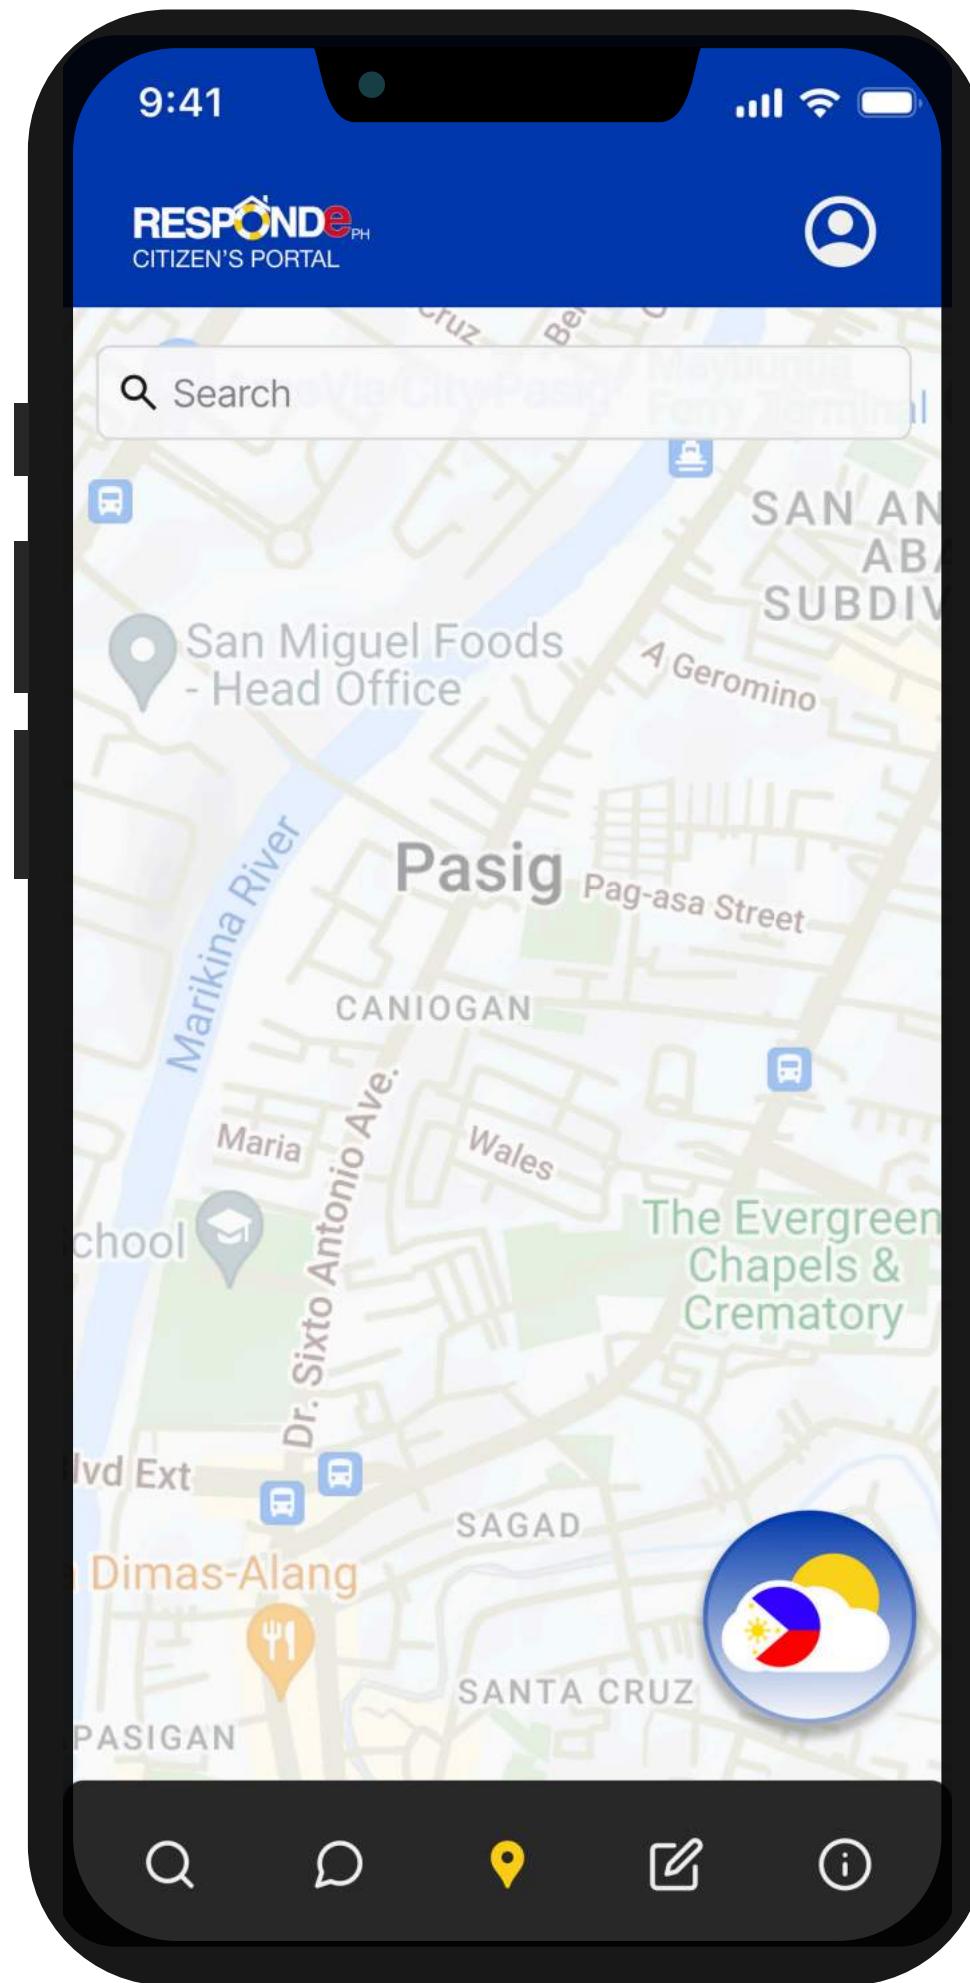 9:41
RESPONDe PH
CITIZEN'S PORTAL
Cruz
Search
SAN AN
SUBDIV
San Miguel Foods
- Head Office
A Geromino
Marikina River
Pasig
Pag-asa Street
CANIOGAN
Maria
Wales
Dr. Sixto Antonio Ave.
chool
The Evergreen
Chapels &
Crematory
lvd Ext
SAGAD
Dimas-Alang
SANTA CRUZ
PASIGAN